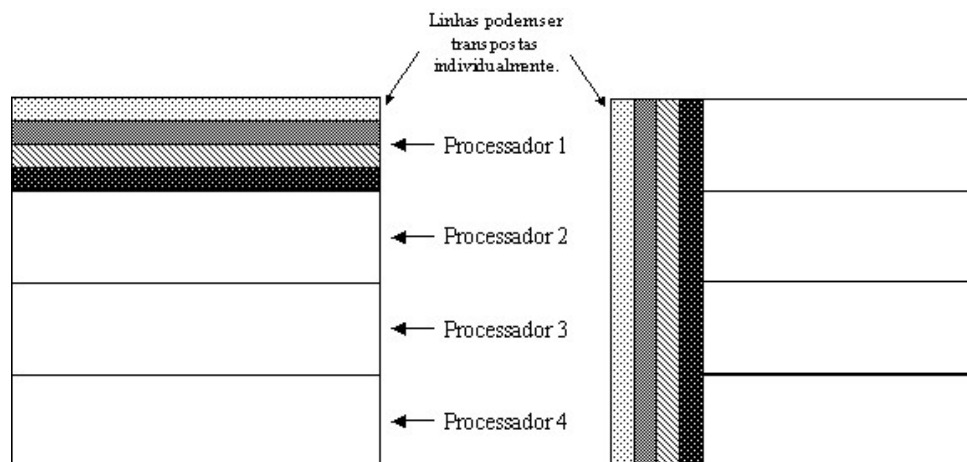 Linhas podem ser
transpostas
individualmente.
Processador 1
Processador 2
Processador 3
Processador 4